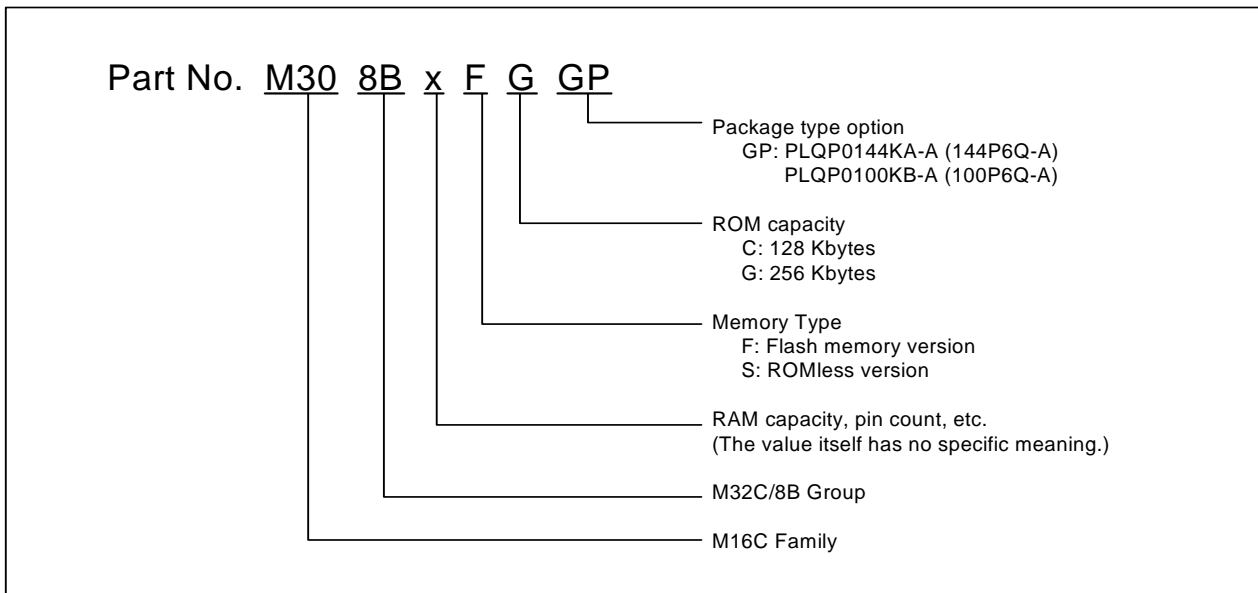 Part No. M30 8B x F G GP
Package type option
GP: PLQP0144KA-A (144P6Q-A)
PLQP0100KB-A (100P6Q-A)
ROM capacity
C: 128 Kbytes
G: 256 Kbytes
Memory Type
F: Flash memory version
S: ROMless version
RAM capacity, pin count, etc.
(The value itself has no specific meaning.)
M32C/8B Group
M16C Family